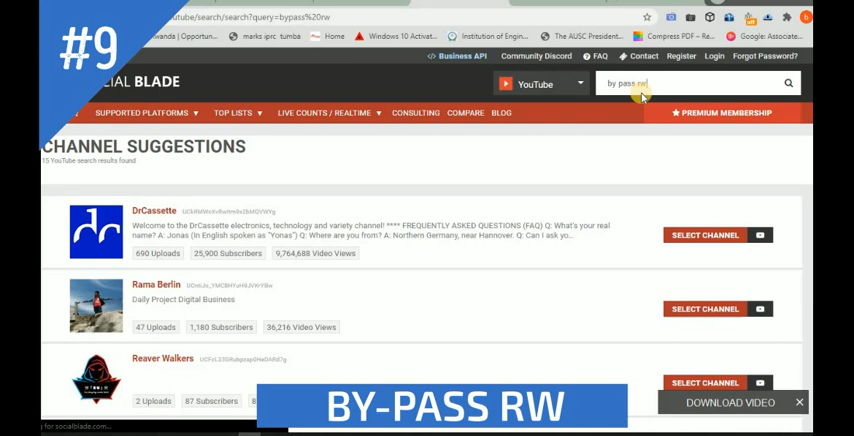 #9
outube/search/search?query=bypass%20rw
wanda | Opportun...
marks iprc tumba
Home
Windows 10 Activat...
Institution of Engin...
The AUSC President...
Compress PDF – Re...
Google: Associate...
</> Business API
Community Discord
FAQ
Contact
Register
Login
Forgot Password?
CIAL BLADE
YouTube
by pass rw
SUPPORTED PLATFORMS
TOP LISTS
LIVE COUNTS / REALTIME
CONSULTING
COMPARE
BLOG
PREMIUM MEMBERSHIP
CHANNEL SUGGESTIONS
15 YouTube search results found
DrCassette
Welcome to the DrCassette electronics, technology and variety channel! **** FREQUENTLY ASKED QUESTIONS (FAQ) Q: What's your real
name? A: Jonas (in English spoken as "Yonas") Q: Where are you from? A: Northern Germany, near Hannover. Q: Can I ask yo...
690 Uploads
25,900 Subscribers
9,764,688 Video Views
SELECT CHANNEL
Rama Berlin
Daily Project Digital Business
47 Uploads
1,180 Subscribers
36,216 Video Views
SELECT CHANNEL
Reaver Walkers
2 Uploads
87 Subscribers
8
SELECT CHANNEL
BY-PASS RW
DOWNLOAD VIDEO
g for socialblade.com...